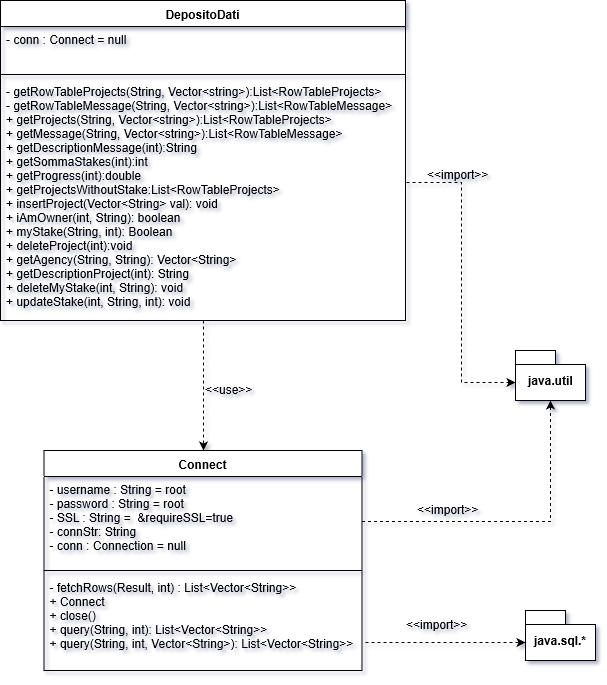 DepositoDati
- conn : Connect = null
- getRowTableProjects(String, Vector<string>):List<RowTableProjects>
- getRowTableMessage(String, Vector<string>):List<RowTableMessage>
+ getProjects(String, Vector<string>):List<RowTableProjects>
+ getMessage(String, Vector<string>):List<RowTableMessage>
+ getDescriptionMessage(int):String
+ getSommaStakes(int):int
+ getProgress(int):double
+ getProjectsWithoutStake:List<RowTableProjects>
+ insertProject(Vector<String> val): void
+ iAmOwner(int, String): boolean
+ myStake(String, int): Boolean
+ deleteProject(int):void
+ getAgency(String, String): Vector<String>
+ getDescriptionProject(int): String
+ deleteMyStake(int, String): void
+ updateStake(int, String, int): void
<<import>>
<<use>>
java.util
Connect
- username : String = root
- password : String = root
- SSL : String =  &requireSSL=true
- connStr: String
- conn : Connection = null
<<import>>
- fetchRows(Result, int) : List<Vector<String>>
+ Connect
+ close()
+ query(String, int): List<Vector<String>>
+ query(String, int, Vector<String>): List<Vector<String>>
<<import>>
java.sql.*